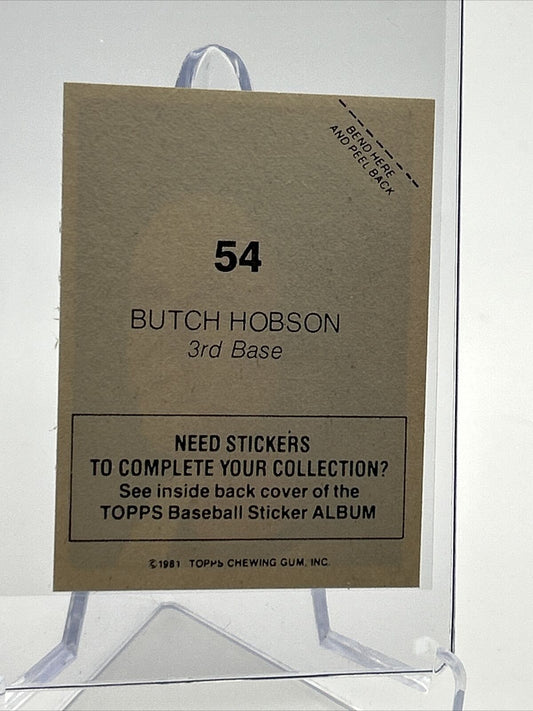 BEND HERE
AND PEEL BACK
54
BUTCH HOBSON
3rd Base
NEED STICKERS
TO COMPLETE YOUR COLLECTION?
See inside back cover of the
TOPPS Baseball Sticker ALBUM
©1981 TOPPS CHEWING GUM, INC.